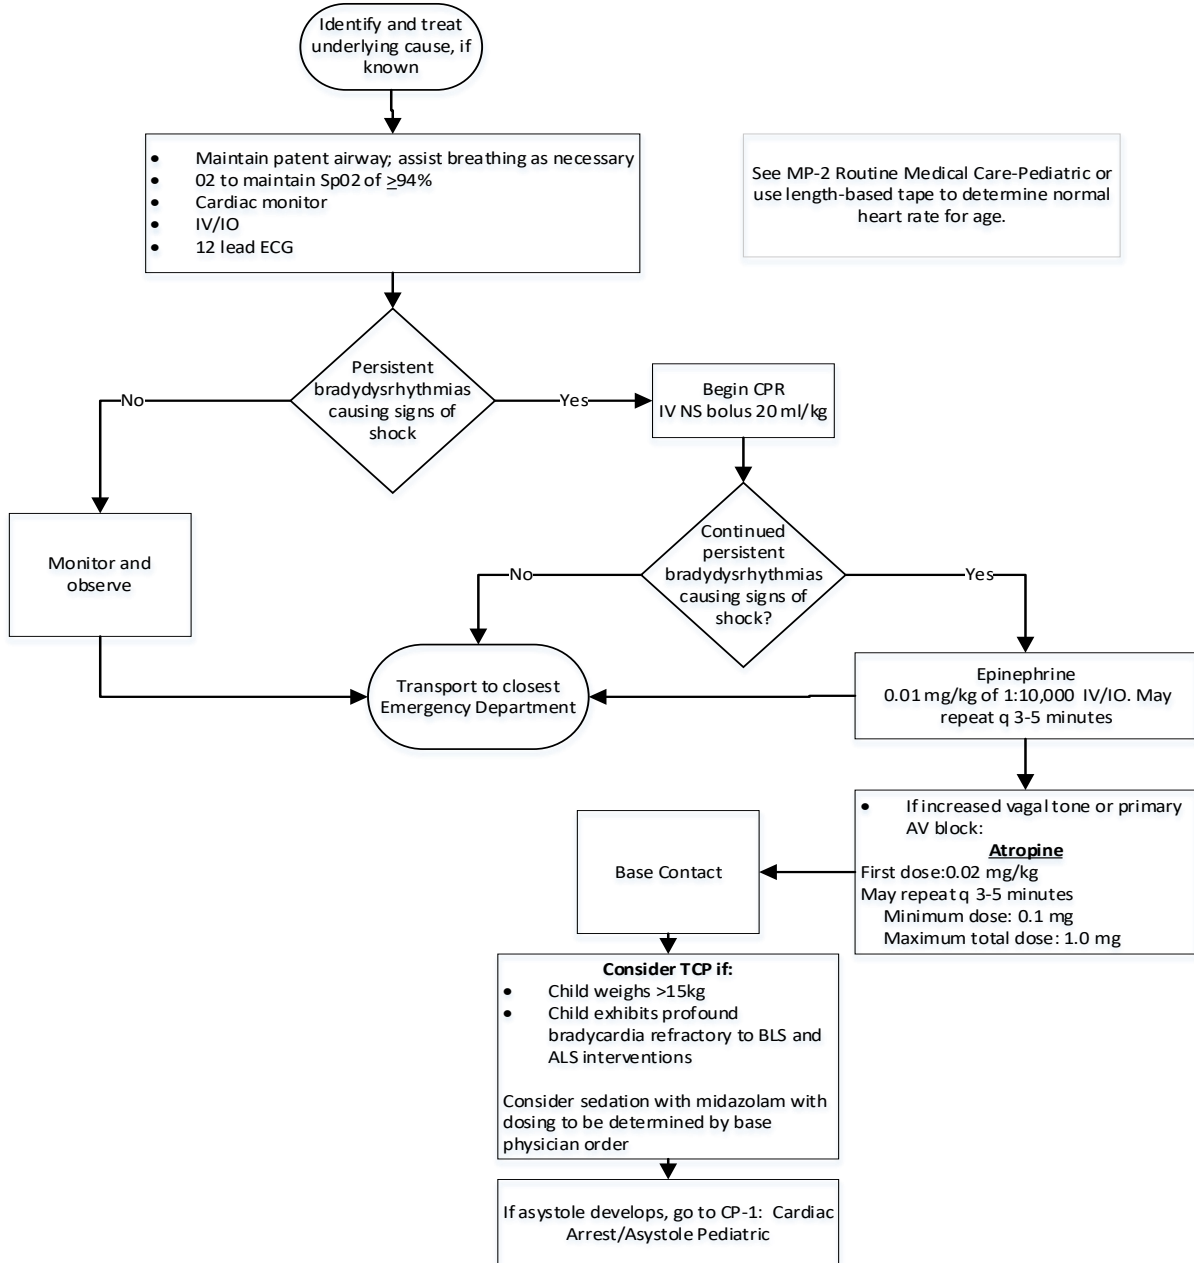 Identify and treat
underlying cause, if
known
• Maintain patent airway; assist breathing as necessary
• 02 to maintain Sp02 of ≥94%
• Cardiac monitor
• IV/IO
• 12 lead ECG
See MP-2 Routine Medical Care-Pediatric or
use length-based tape to determine normal
heart rate for age.
Persistent
bradydysrhythmias
causing signs of
shock
No
Yes
Begin CPR
IV NS bolus 20 ml/kg
Monitor and
observe
Continued
persistent
bradydysrhythmias
causing signs of
shock?
No
Yes
Transport to closest
Emergency Department
Epinephrine
0.01 mg/kg of 1:10,000 IV/IO. May
repeat q 3-5 minutes
• If increased vagal tone or primary
AV block:
Atropine
First dose:0.02 mg/kg
May repeat q 3-5 minutes
Minimum dose: 0.1 mg
Maximum total dose: 1.0 mg
Base Contact
Consider TCP if:
• Child weighs >15kg
• Child exhibits profound
bradycardia refractory to BLS and
ALS interventions
Consider sedation with midazolam with
dosing to be determined by base
physician order
If asystole develops, go to CP-1: Cardiac
Arrest/Asystole Pediatric